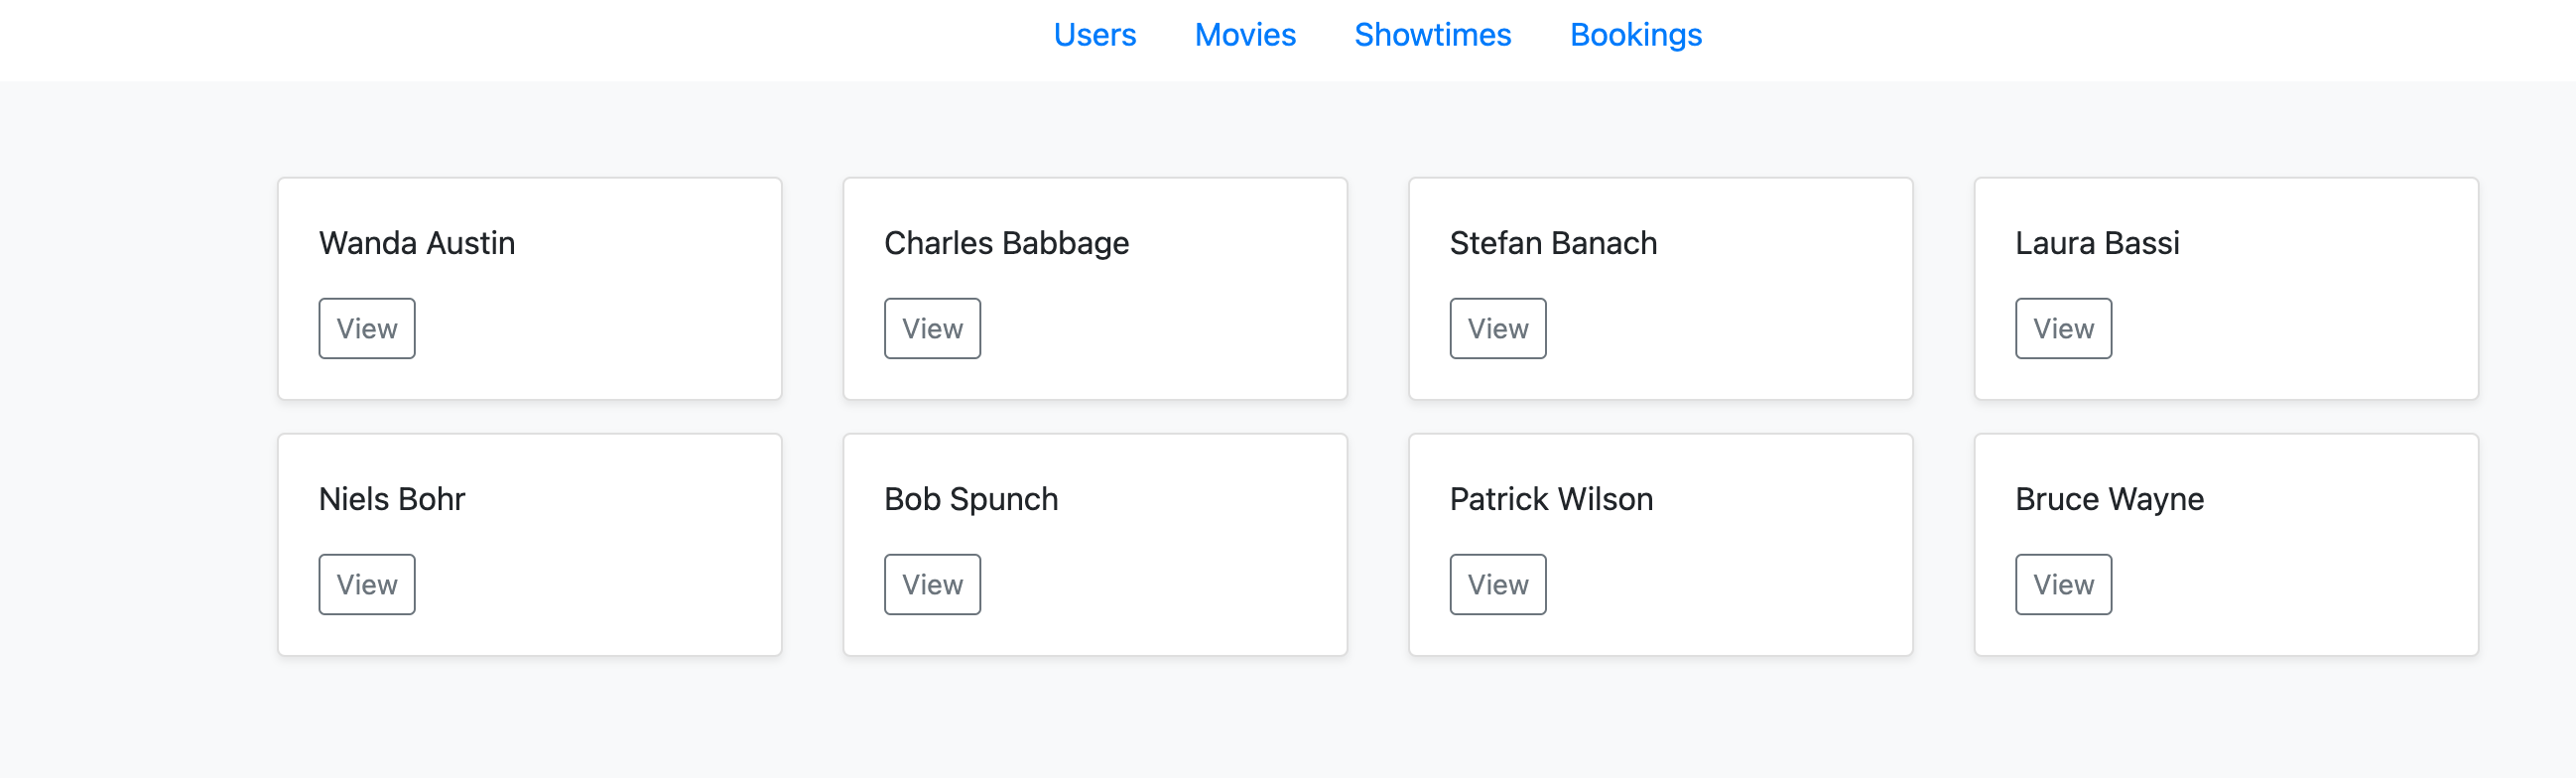 Users Movies Showtimes Bookings
Wanda Austin
View
Charles Babbage
View
Stefan Banach
View
Laura Bassi
View
Niels Bohr
View
Bob Spunch
View
Patrick Wilson
View
Bruce Wayne
View